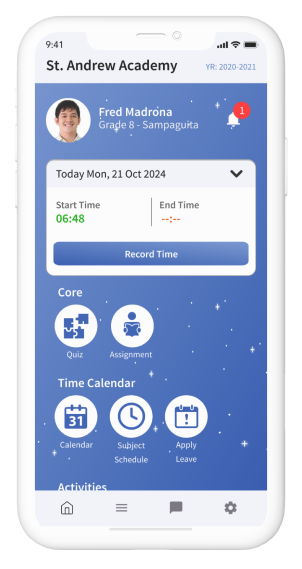 9:41
St. Andrew Academy
YR: 2020-2021
Fred Madrona
1
Grade 8 - Sampaguita
Today Mon, 21 Oct 2024
Start Time
End Time
06:48
--:--
Record Time
Core
Quiz
Assignment
Time Calendar
31
Calendar
Subject
Schedule
Apply
Leave
Activities